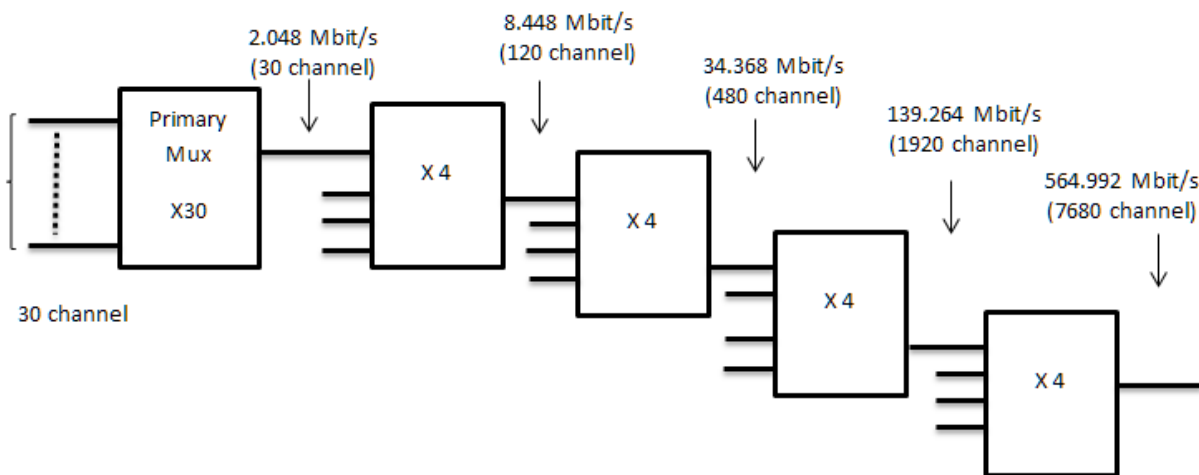 2.048 Mbit/s
(30 channel)
8.448 Mbit/s
(120 channel)
34.368 Mbit/s
(480 channel)
139.264 Mbit/s
(1920 channel)
564.992 Mbit/s
(7680 channel)
Primary
Mux
X30
X 4
X 4
X 4
X 4
30 channel